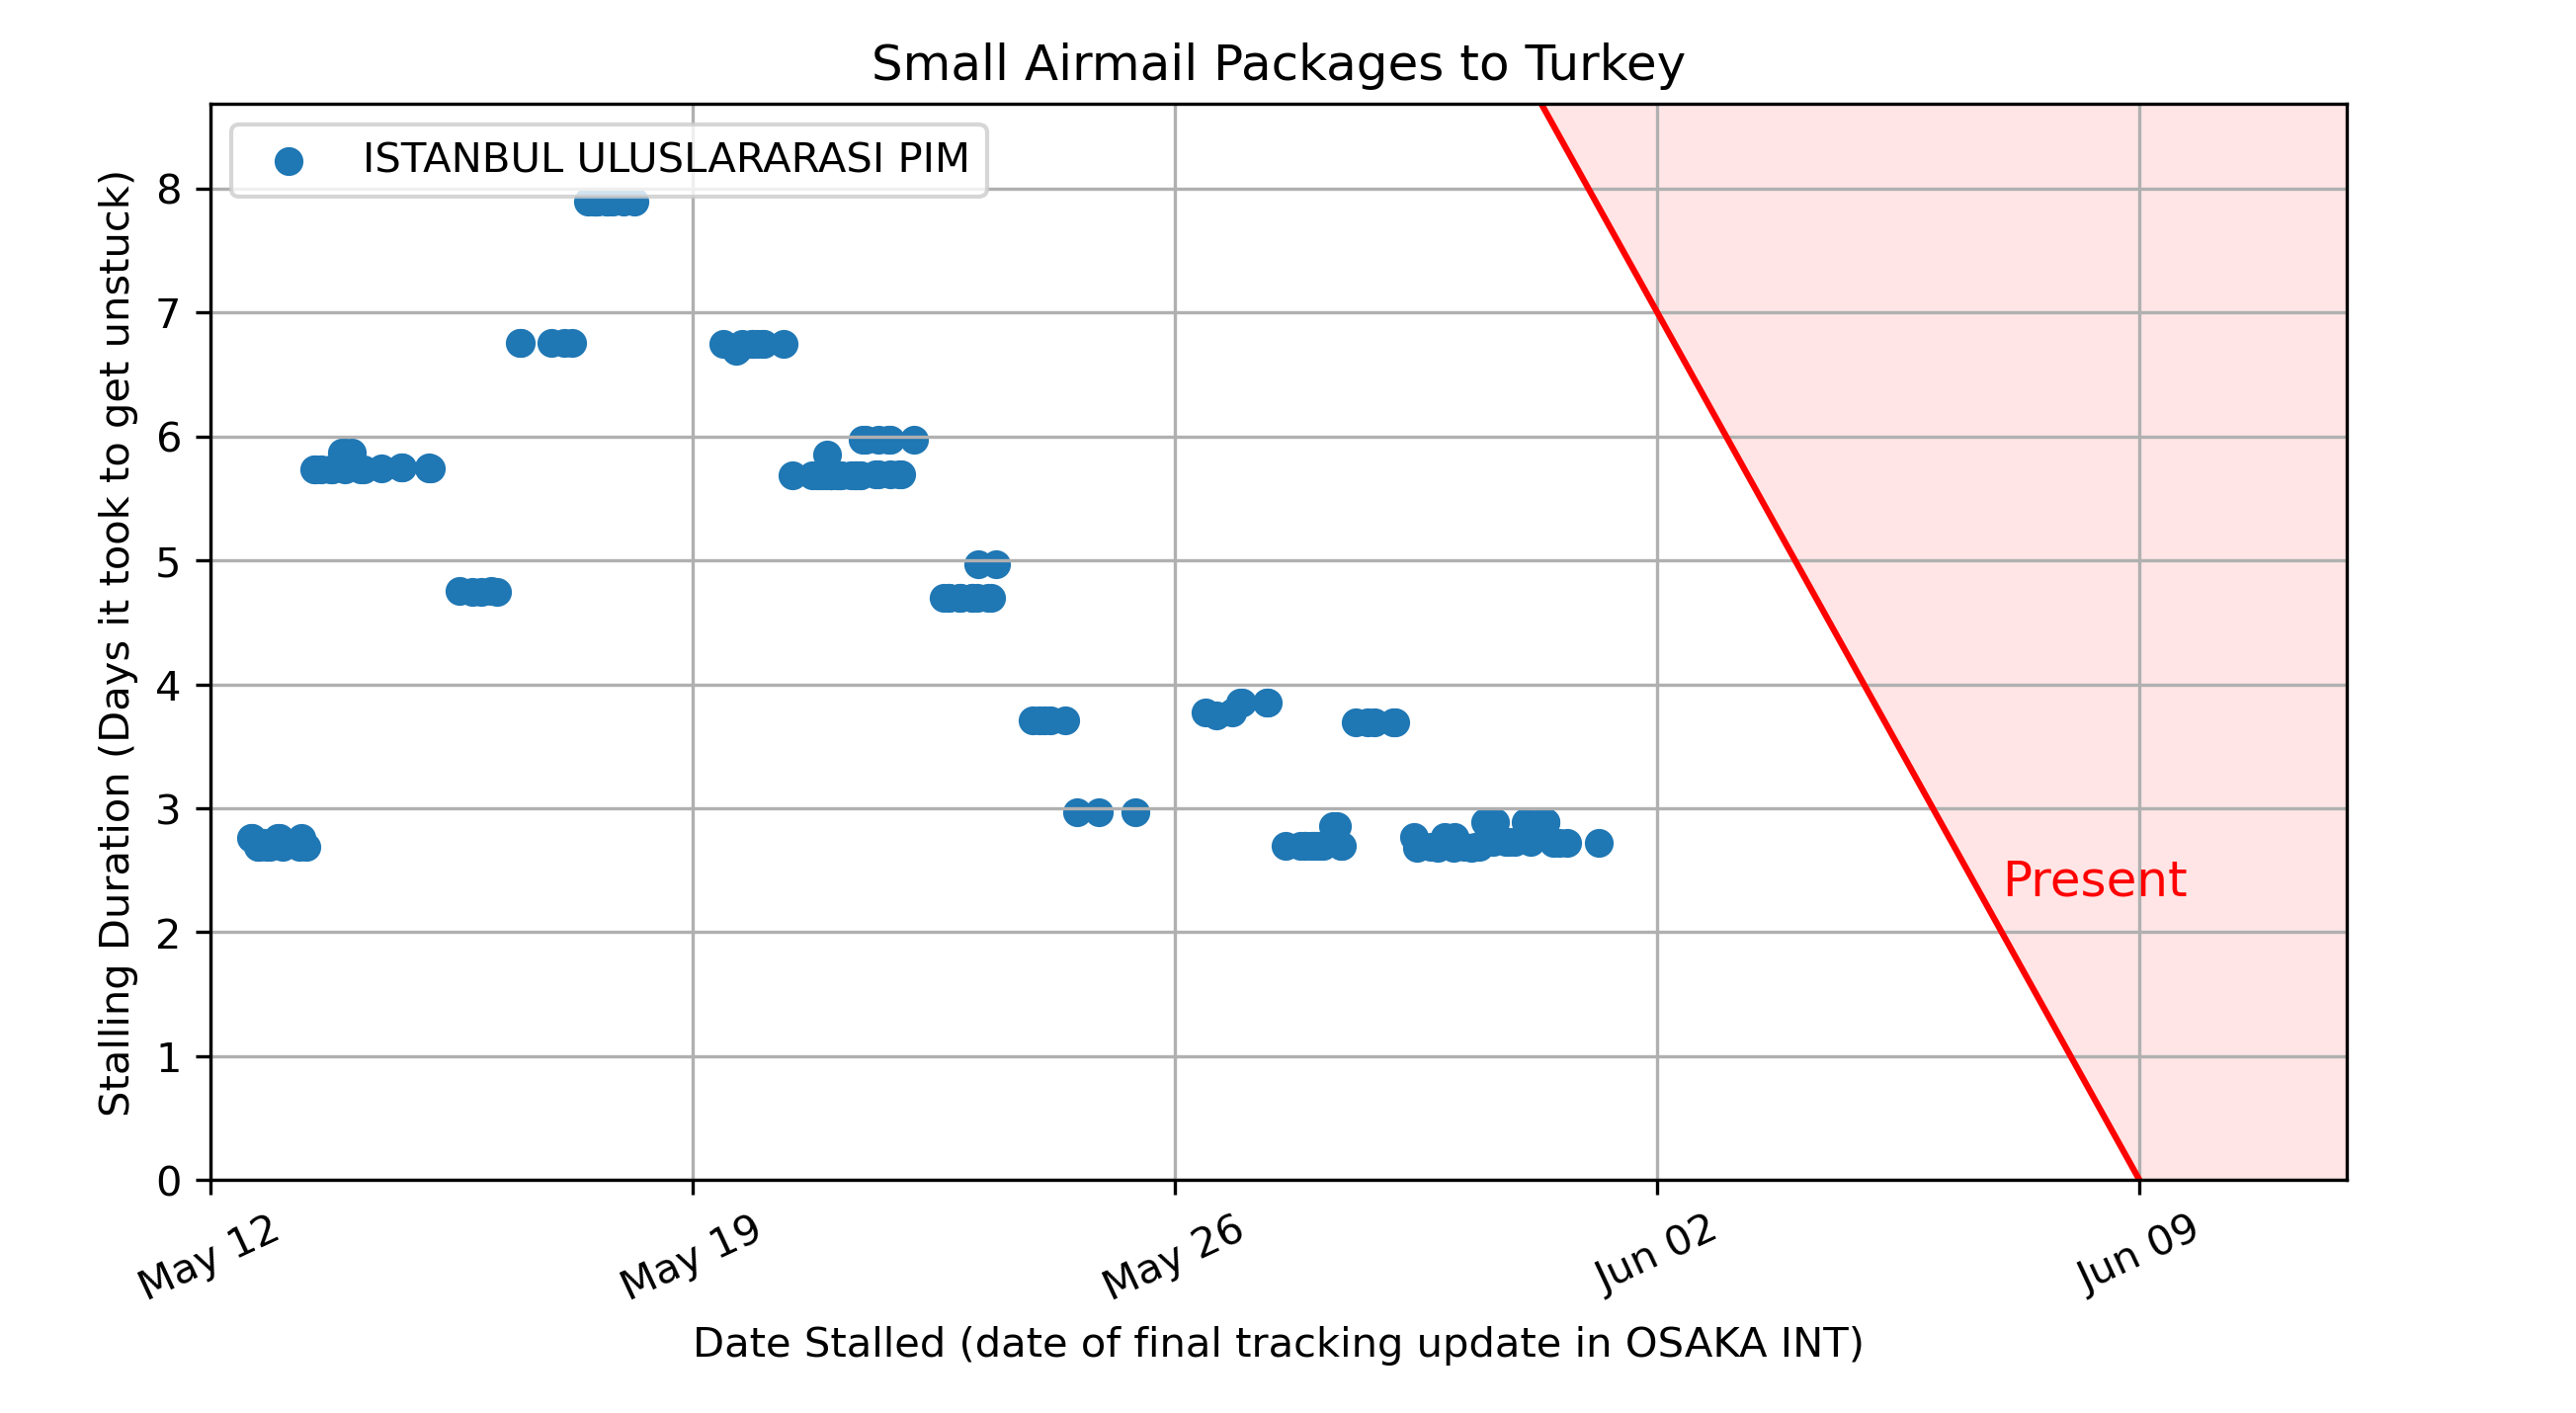 Small Airmail Packages to Turkey
ISTANBUL ULUSLARARASI PIM
Stalling Duration (Days it took to get unstuck)
8
7
6
5
4
3
2
1
0
Present
May 12
May 19
May 26
Jun 02
Jun 09
Date Stalled (date of final tracking update in OSAKA INT)